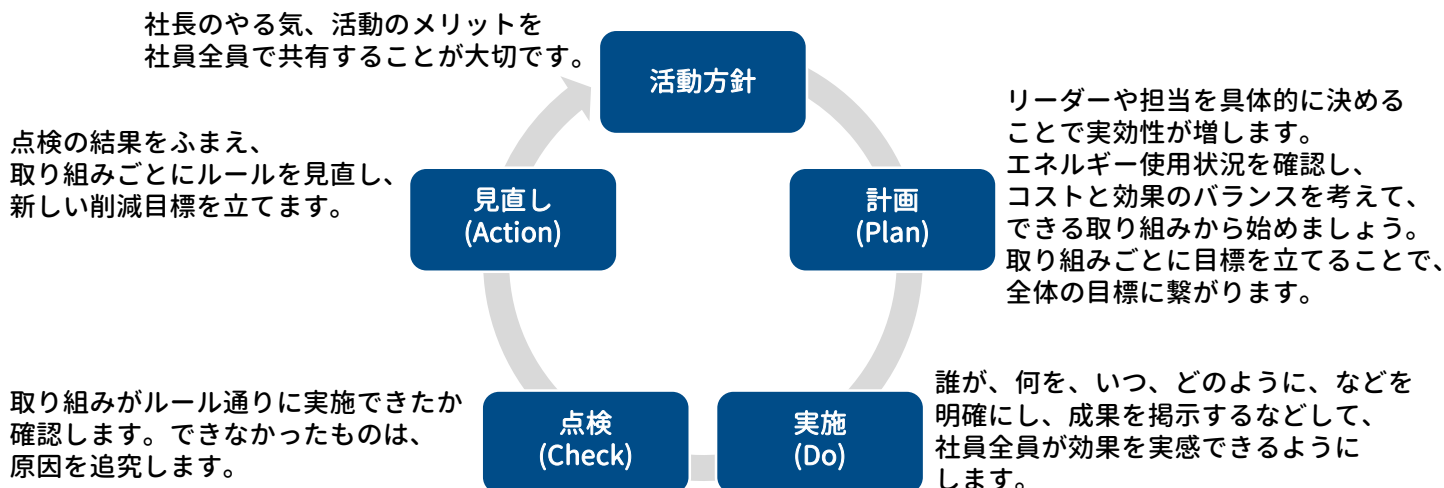 社長のやる気、活動のメリットを
社員全員で共有することが大切です。
活動方針
リーダーや担当を具体的に決める
ことで実効性が増します。
エネルギー使用状況を確認し、
コストと効果のバランスを考えて、
できる取り組みから始めましょう。
取り組みごとに目標を立てることで、
全体の目標に繋がります。
計画
(Plan)
誰が、何を、いつ、どのように、などを
明確にし、成果を掲示するなどして、
社員全員が効果を実感できるように
します。
実施
(Do)
点検
(Check)
取り組みがルール通りに実施できたか
確認します。できなかったものは、
原因を追究します。
見直し
(Action)
点検の結果をふまえ、
取り組みごとにルールを見直し、
新しい削減目標を立てます。